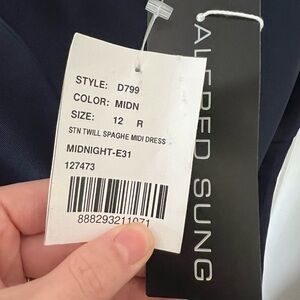 STYLE: D799
COLOR: MIDN
SIZE: 12 R
STN TWILL SPAGHE MIDI DRESS
MIDNIGHT-E31
127473
888293211071
ALFRED SUNG